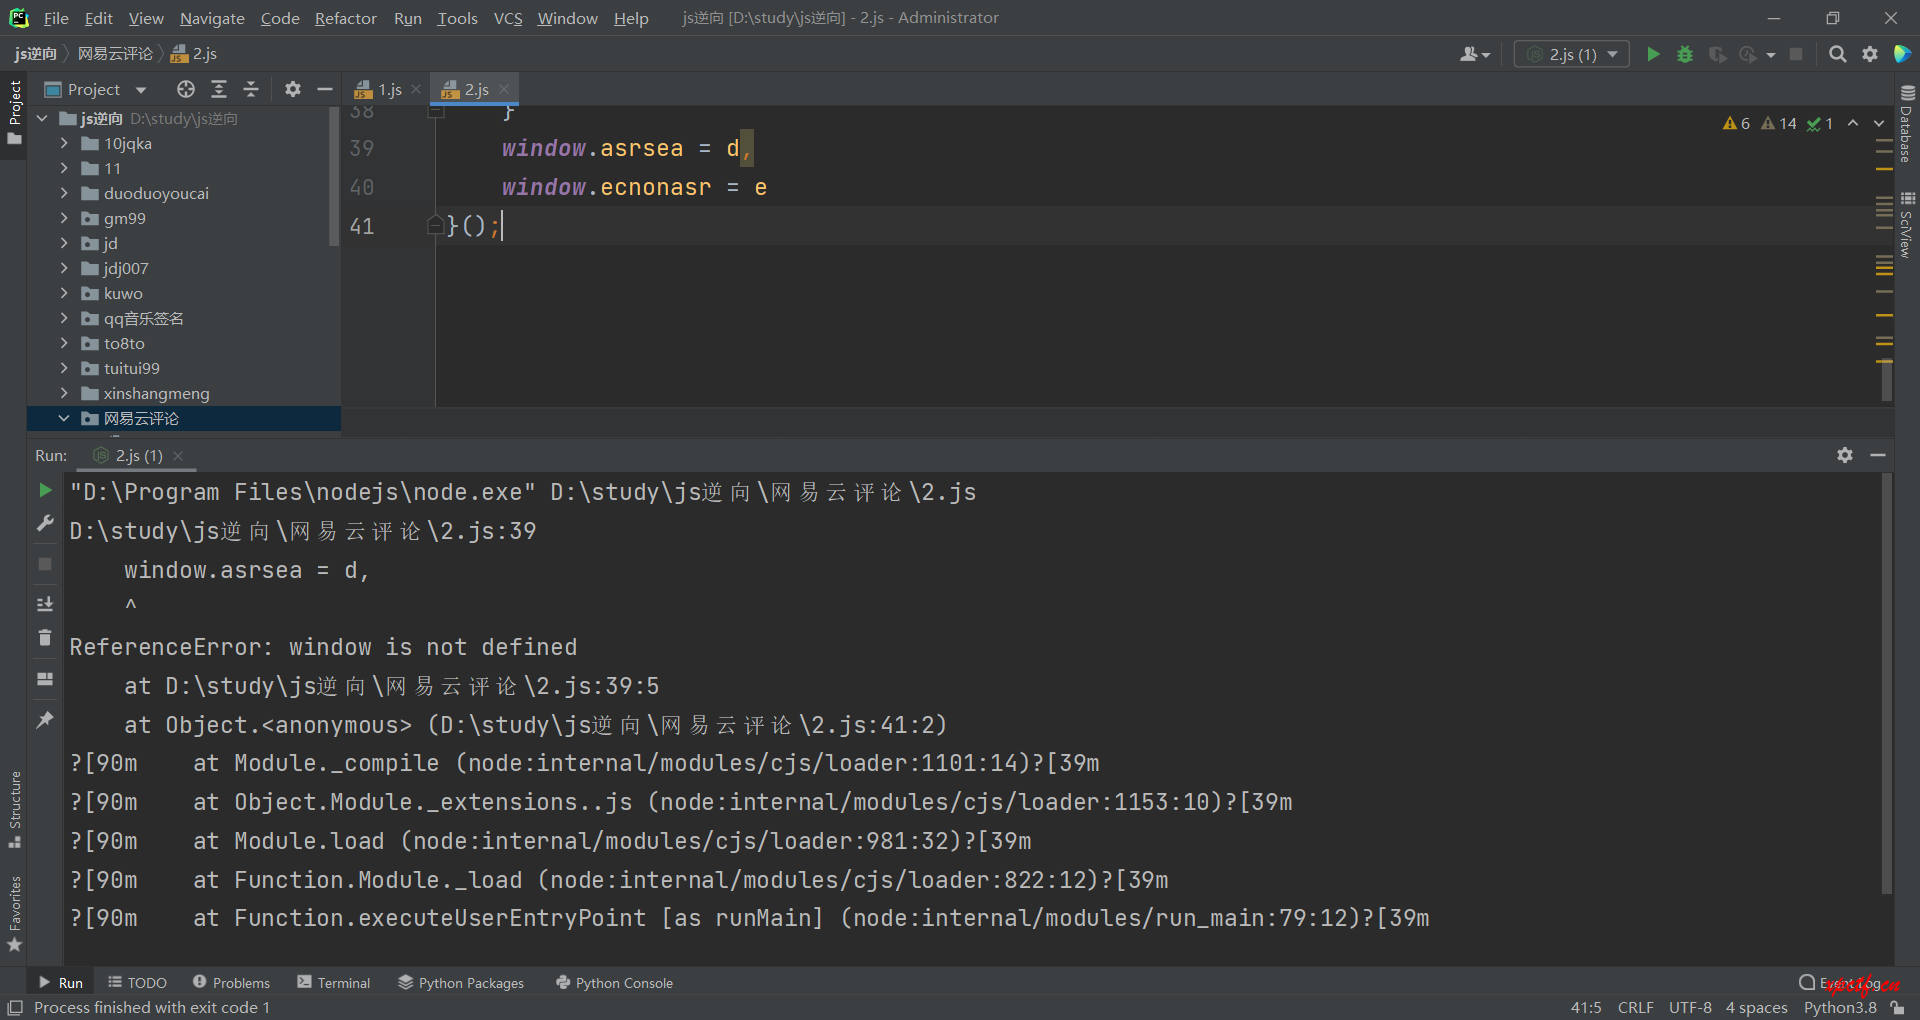 File Edit View Navigate Code Refactor Run Tools VCS Window Help js逆向 [D:\study\js逆向] - 2.js - Administrator
js逆向 网易云评论 2.js
2.js (1)
Project
Project
1.js
2.js
js逆向 D:\study\js逆向
10jqka
11
duoduoyoucai
gm99
jd
jdj007
kuwo
qq音乐签名
to8to
tuitui99
xinshangmeng
网易云评论
38 }
39 window.asrsea = d,
40 window.ecnonasr = e
41 }();
6 14 1
Database
SciView
Run: 2.js (1)
"D:\Program Files\nodejs\node.exe" D:\study\js逆向\网易云评论\2.js
D:\study\js逆向\网易云评论\2.js:39
window.asrsea = d,
^
ReferenceError: window is not defined
at D:\study\js逆向\网易云评论\2.js:39:5
at Object.<anonymous> (D:\study\js逆向\网易云评论\2.js:41:2)
?[90m at Module._compile (node:internal/modules/cjs/loader:1101:14)?[39m
?[90m at Object.Module._extensions..js (node:internal/modules/cjs/loader:1153:10)?[39m
?[90m at Module.load (node:internal/modules/cjs/loader:981:32)?[39m
?[90m at Function.Module._load (node:internal/modules/cjs/loader:822:12)?[39m
?[90m at Function.executeUserEntryPoint [as runMain] (node:internal/modules/run_main:79:12)?[39m
Structure
Favorites
Run TODO Problems Terminal Python Packages Python Console Event Log
Process finished with exit code 1
41:5 CRLF UTF-8 4 spaces Python3.8